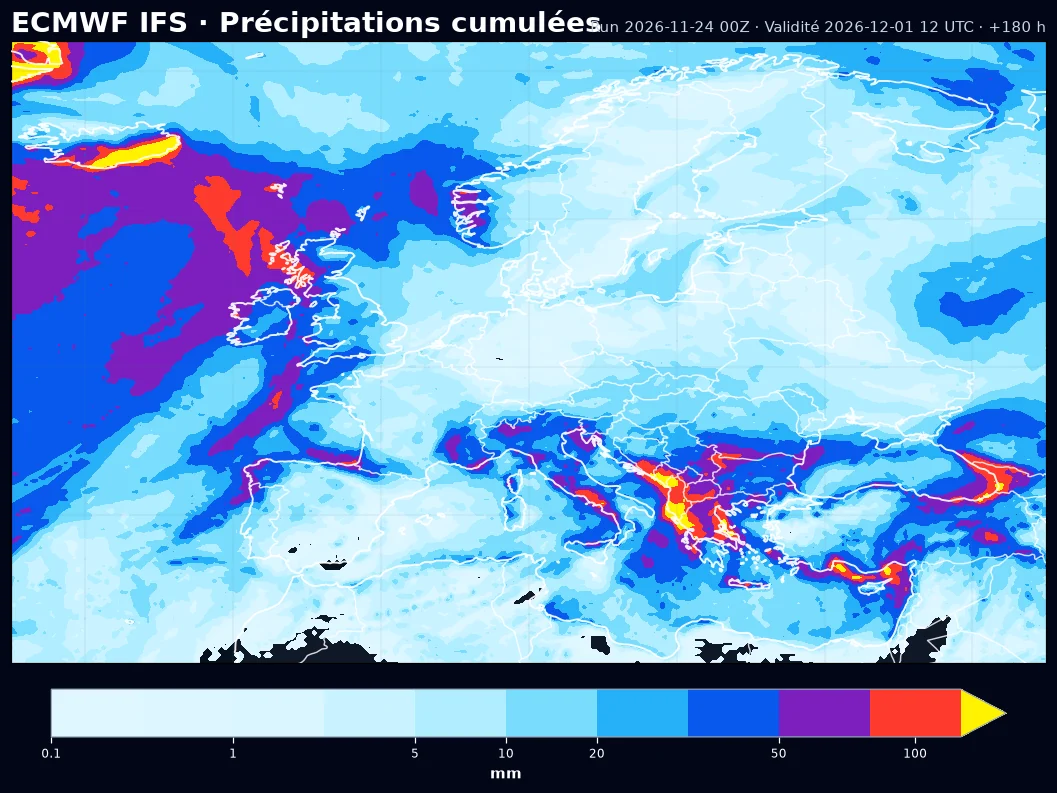 ECMWF IFS · Précipitations cumulées
Run 2026-11-24 00Z · Validité 2026-12-01 12 UTC · +180 h
0.1 1 5 10 20 50 100
mm